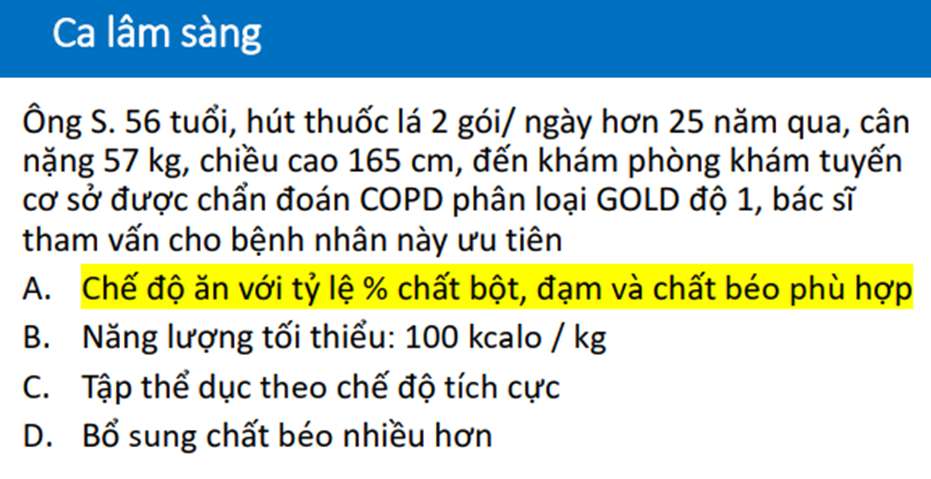 Ca lâm sàng
Ông S. 56 tuổi, hút thuốc lá 2 gói/ ngày hơn 25 năm qua, cân
nặng 57 kg, chiều cao 165 cm, đến khám phòng khám tuyến
cơ sở được chẩn đoán COPD phân loại GOLD độ 1, bác sĩ
tham vấn cho bệnh nhân này ưu tiên
A. Chế độ ăn với tỷ lệ % chất bột, đạm và chất béo phù hợp
B. Năng lượng tối thiểu: 100 kcalo / kg
C. Tập thể dục theo chế độ tích cực
D. Bổ sung chất béo nhiều hơn